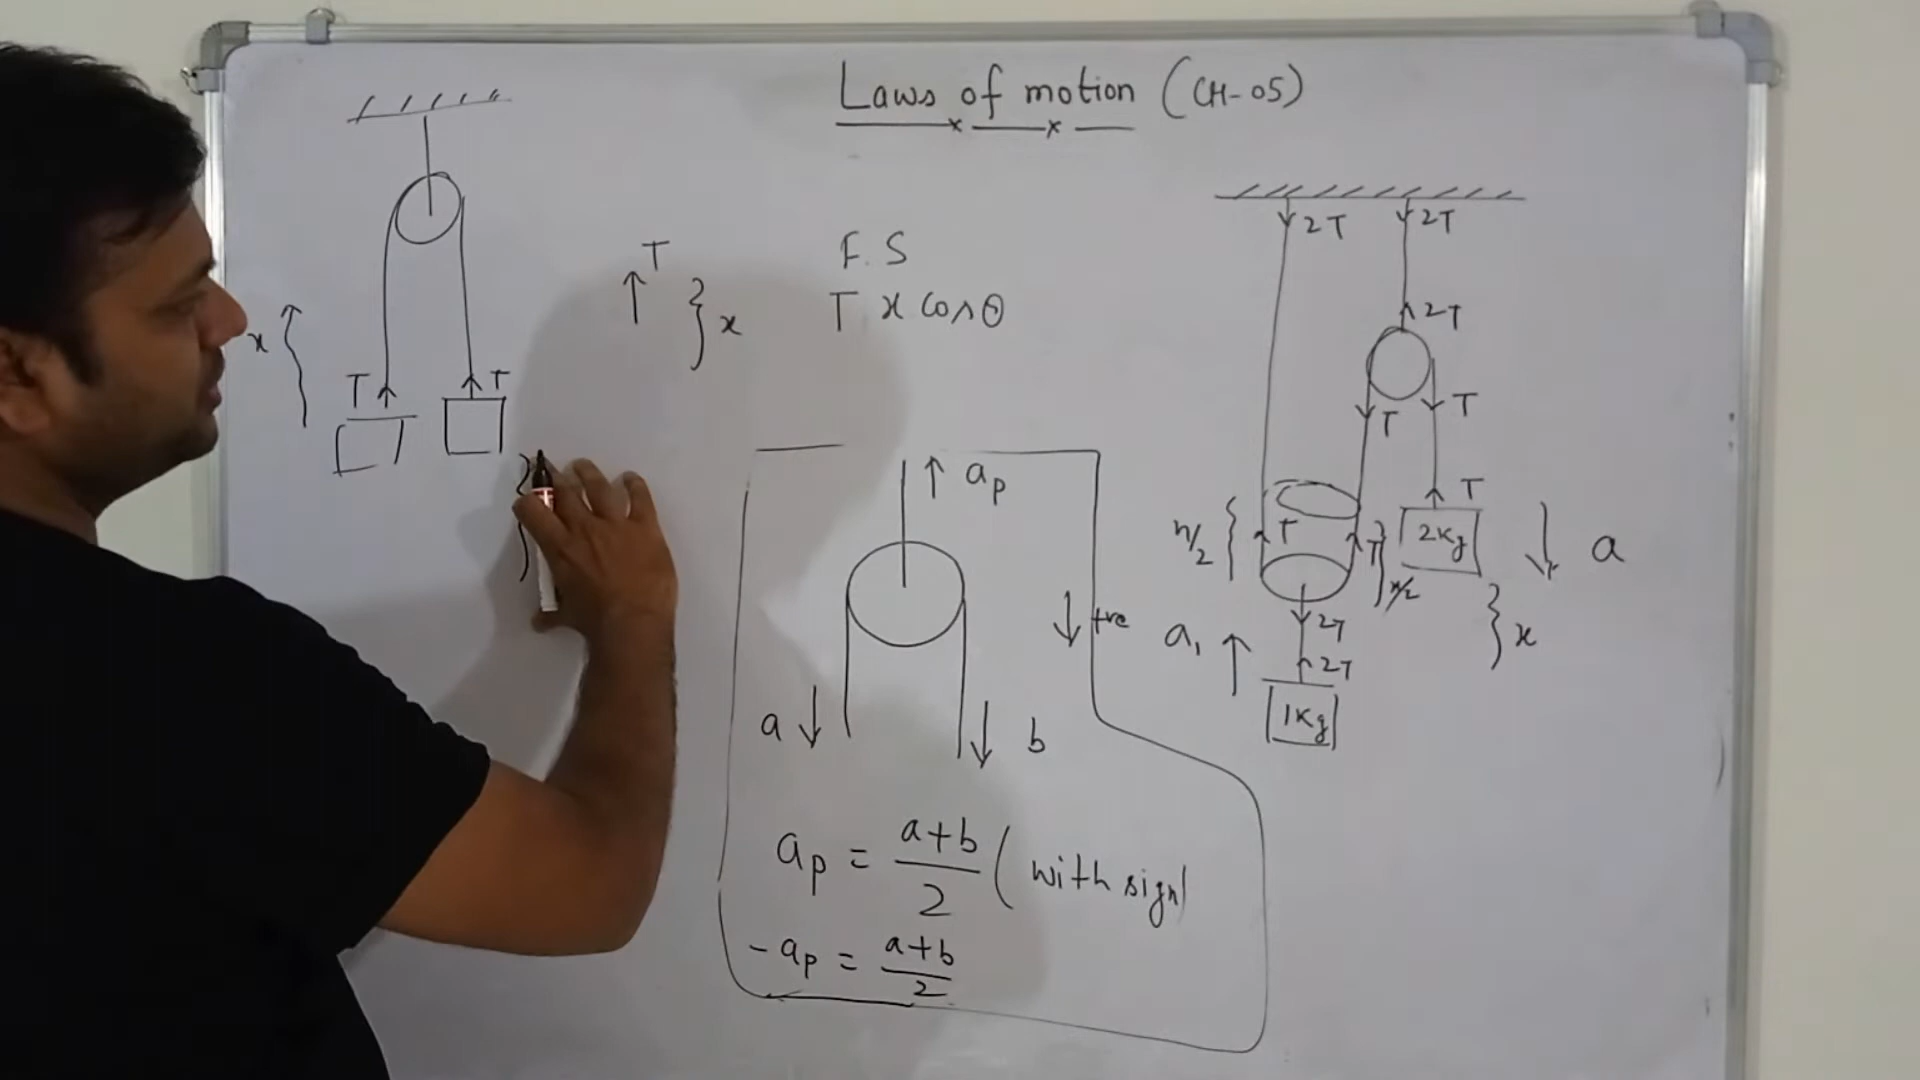 Laws of motion (CH-05)
x
T
T
T
x
F. S
T x cos θ
↑ ap
↓ +ve
a ↓
↓ b
ap = a+b/2 (with sign)
-ap = a+b/2
2T
2T
2T
T
T
T
T
T
x/2
x/2
2Kg
a
x
2T
2T
a₁
1Kg